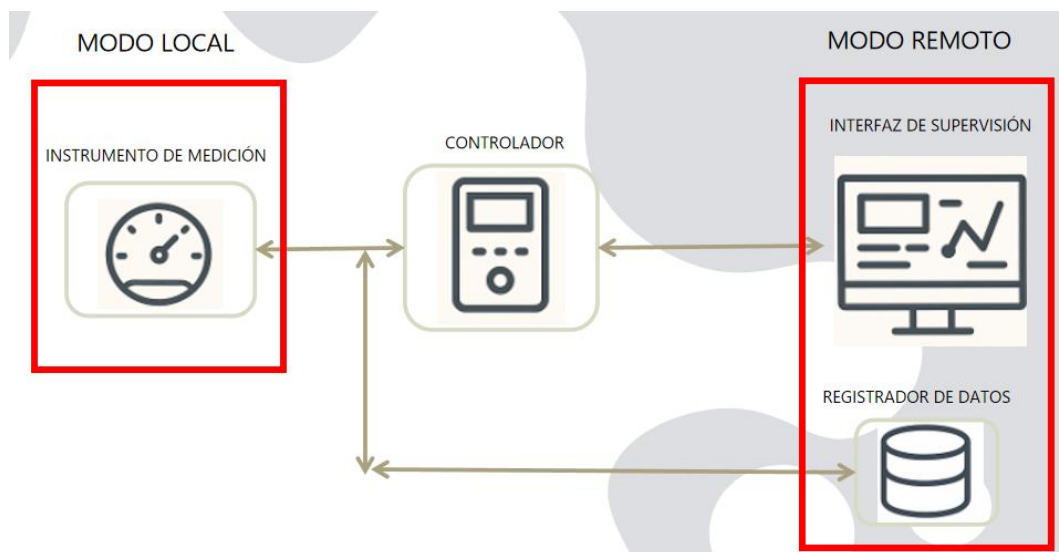 MODO LOCAL
MODO REMOTO
INSTRUMENTO DE MEDICIÓN
CONTROLADOR
INTERFAZ DE SUPERVISIÓN
REGISTRADOR DE DATOS